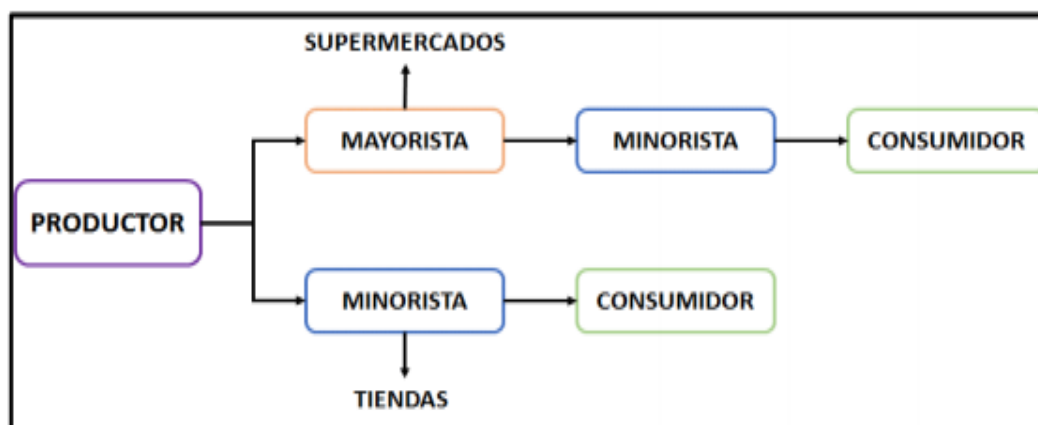 SUPERMERCADOS
MAYORISTA
MINORISTA
CONSUMIDOR
PRODUCTOR
MINORISTA
CONSUMIDOR
TIENDAS